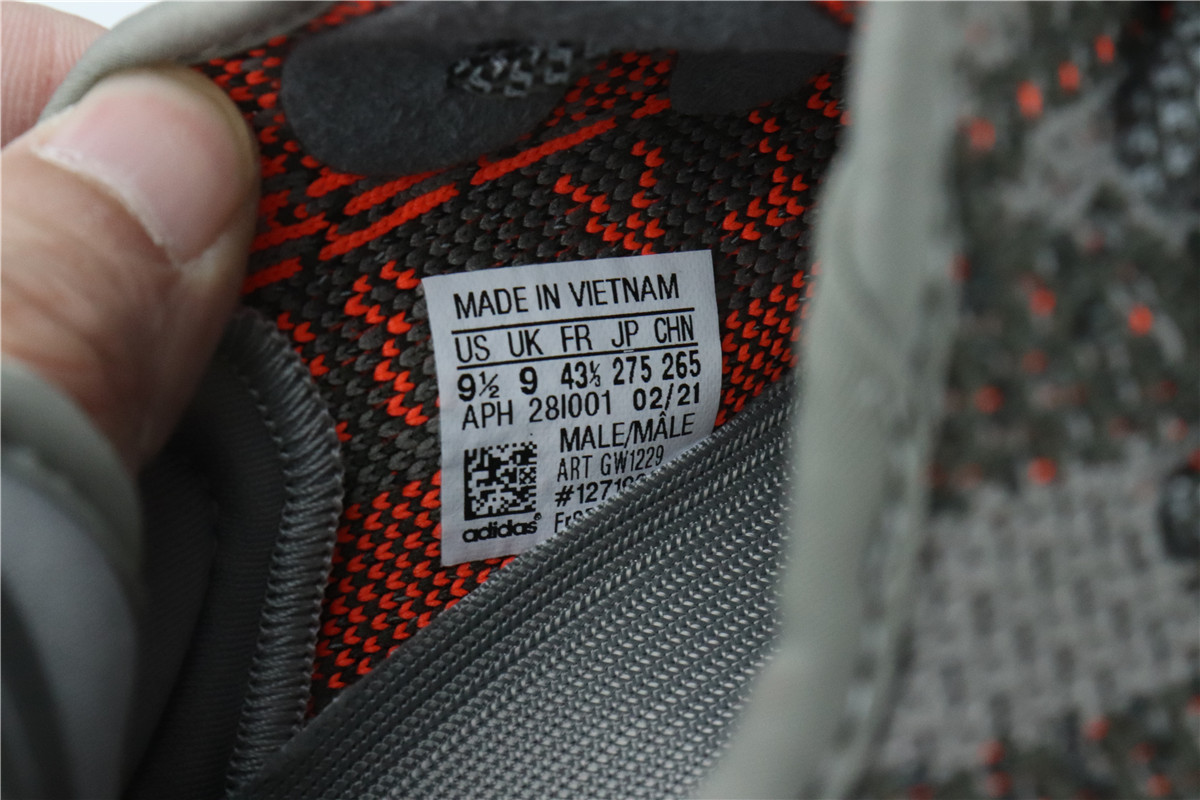 MADE IN VIETNAM
US UK FR JP CHN
9½ 9 43⅓ 275 265
APH 28I001 02/21
MALE/MÂLE
ART GW1229
adidas®